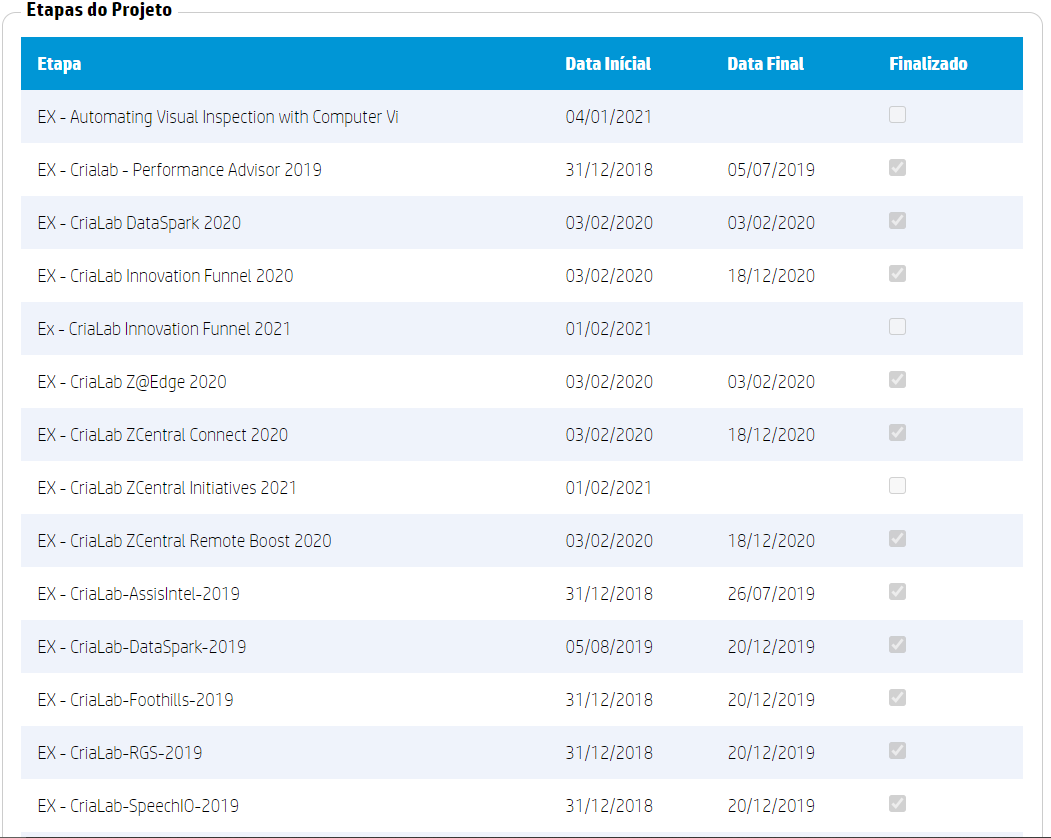 Etapas do Projeto
Etapa Data Inícial Data Final Finalizado
EX - Automating Visual Inspection with Computer Vi 04/01/2021
EX - Crialab - Performance Advisor 2019 31/12/2018 05/07/2019
EX - CriaLab DataSpark 2020 03/02/2020 03/02/2020
EX - CriaLab Innovation Funnel 2020 03/02/2020 18/12/2020
Ex - CriaLab Innovation Funnel 2021 01/02/2021
EX - CriaLab Z@Edge 2020 03/02/2020 03/02/2020
EX - CriaLab ZCentral Connect 2020 03/02/2020 18/12/2020
EX - CriaLab ZCentral Initiatives 2021 01/02/2021
EX - CriaLab ZCentral Remote Boost 2020 03/02/2020 18/12/2020
EX - CriaLab-AssisIntel-2019 31/12/2018 26/07/2019
EX - CriaLab-DataSpark-2019 05/08/2019 20/12/2019
EX - CriaLab-Foothills-2019 31/12/2018 20/12/2019
EX - CriaLab-RGS-2019 31/12/2018 20/12/2019
EX - CriaLab-SpeechIO-2019 31/12/2018 20/12/2019